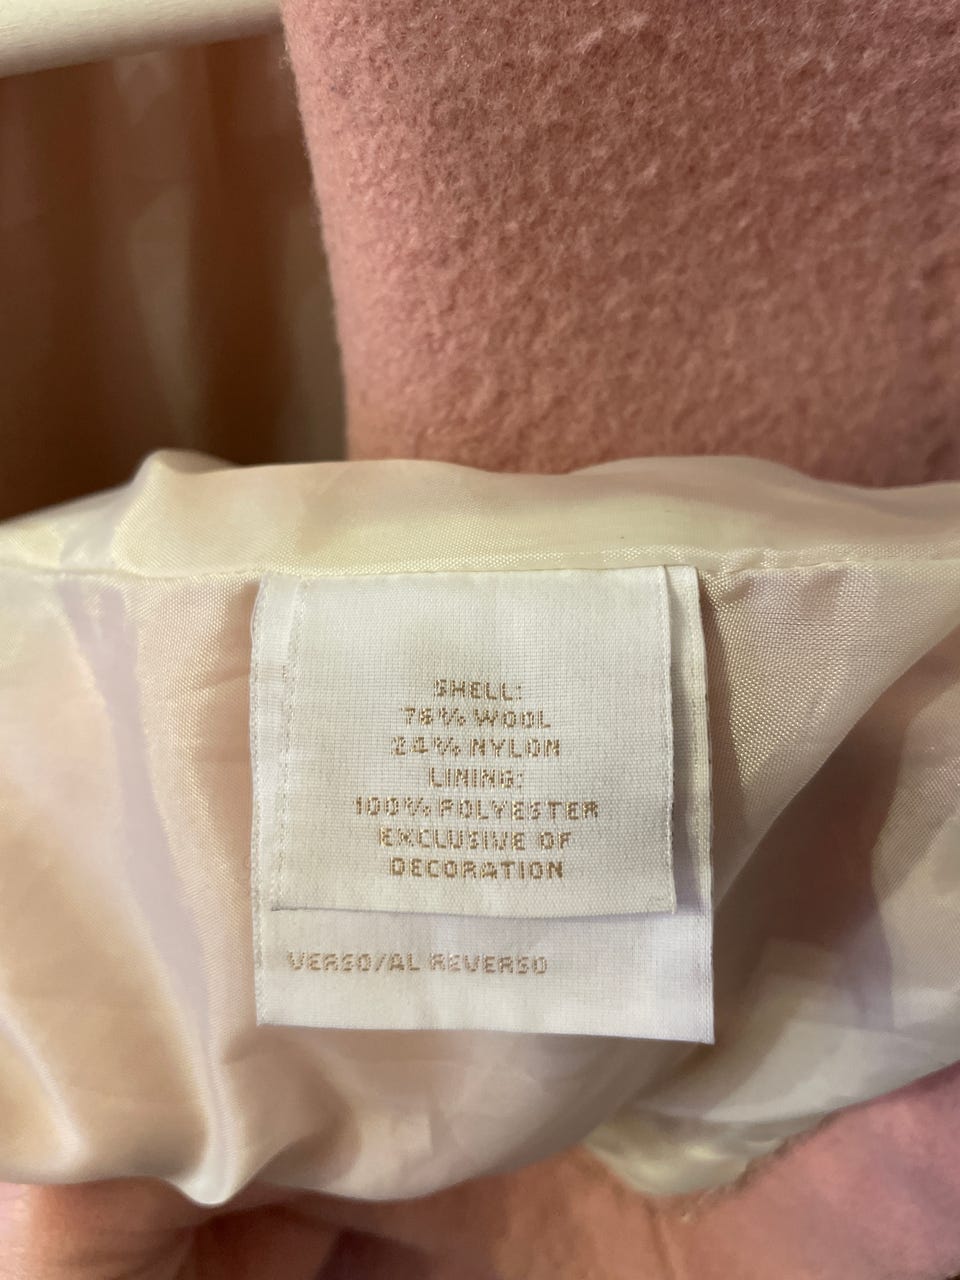 SHELL:
76% WOOL
24% NYLON
LINING:
100% POLYESTER
EXCLUSIVE OF
DECORATION
VERSO/AL REVERSO